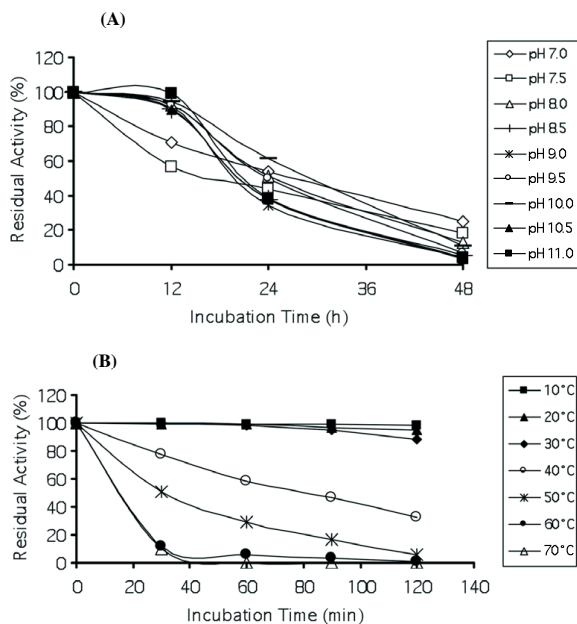 (A)
Residual Activity (%)
120
100
80
60
40
20
0
0 12 24 36 48
Incubation Time (h)
pH 7.0
pH 7.5
pH 8.0
pH 8.5
pH 9.0
pH 9.5
pH 10.0
pH 10.5
pH 11.0
(B)
Residual Activity (%)
120
100
80
60
40
20
0
0 20 40 60 80 100 120 140
Incubation Time (min)
10°C
20°C
30°C
40°C
50°C
60°C
70°C